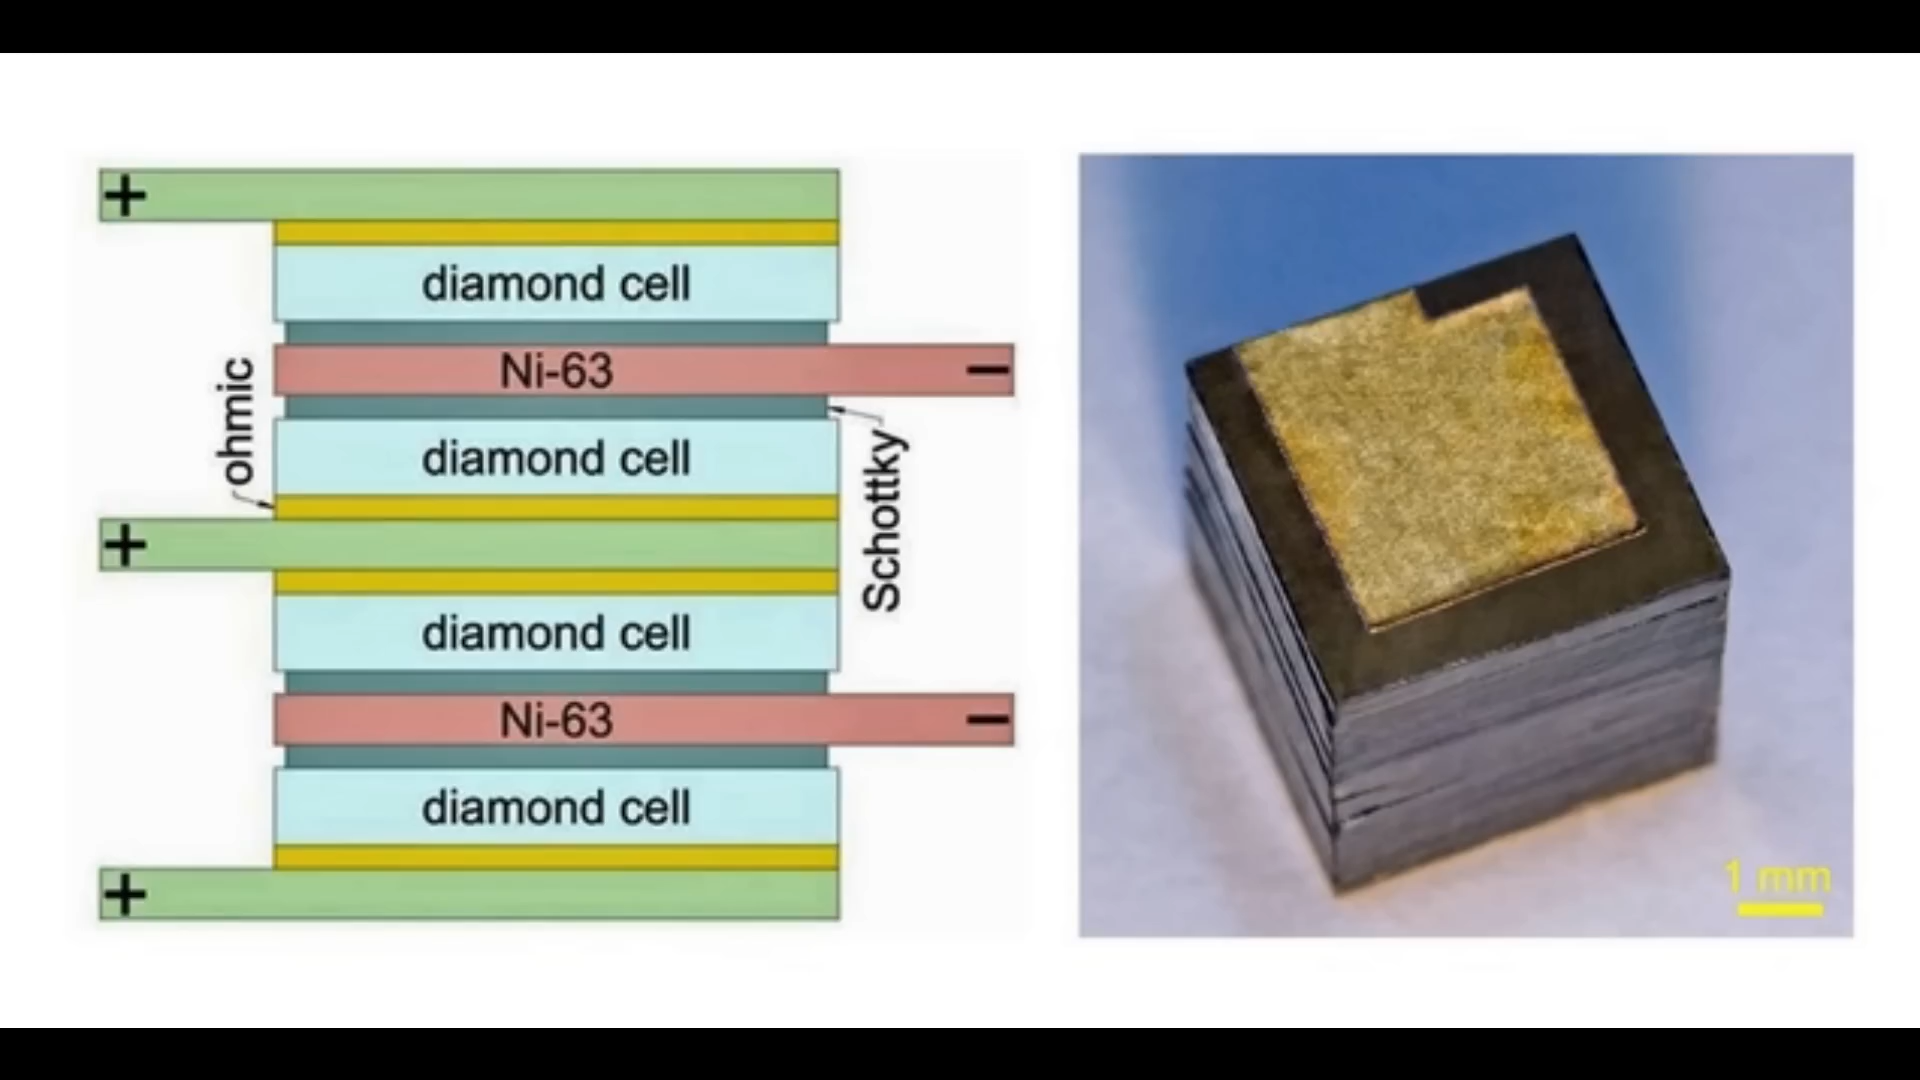 +
diamond cell
Ni-63
−
ohmic
Schottky
diamond cell
+
diamond cell
Ni-63
−
diamond cell
+
1 mm